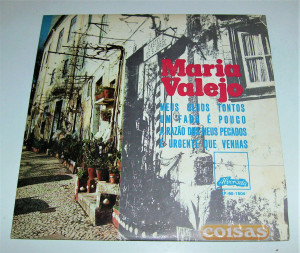 Maria
Valejo
MEUS OLHOS TONTOS
UM FADO É POUCO
A RAZÃO DOS MEUS PECADOS
É URGENTE QUE VENHAS
coisas